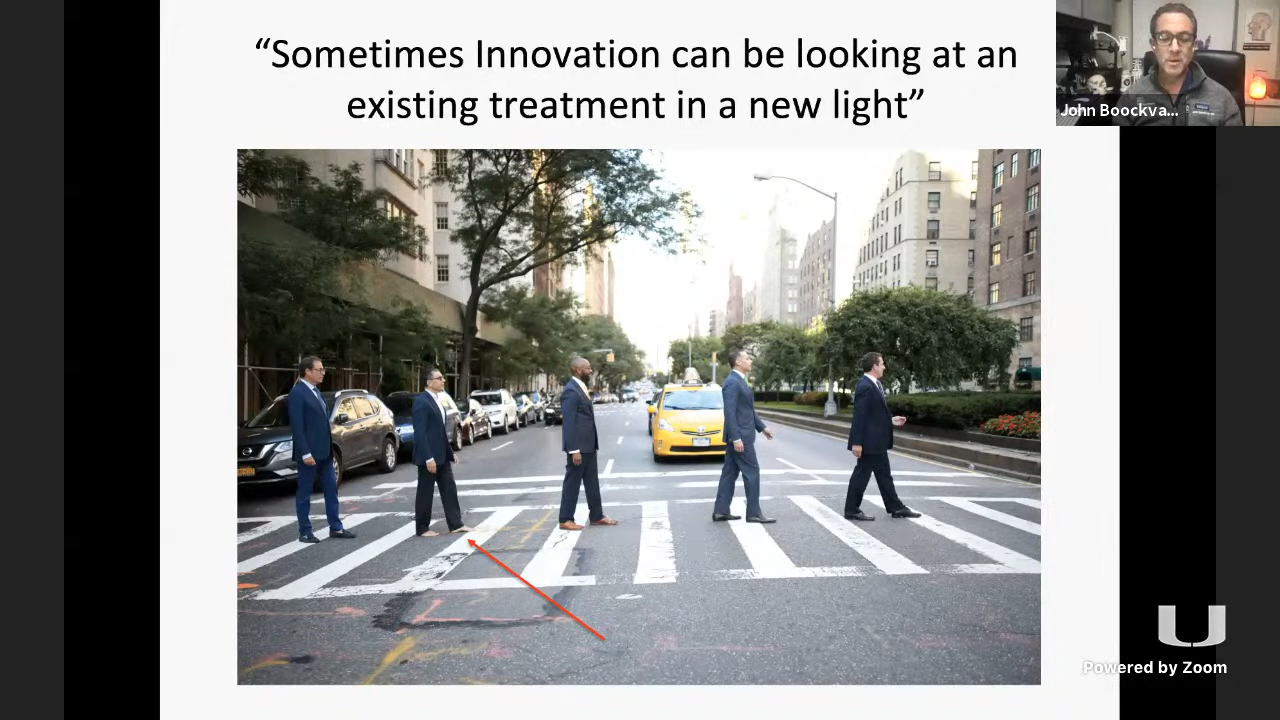 “Sometimes Innovation can be looking at an
existing treatment in a new light”
John Boockva...
U
Powered by Zoom